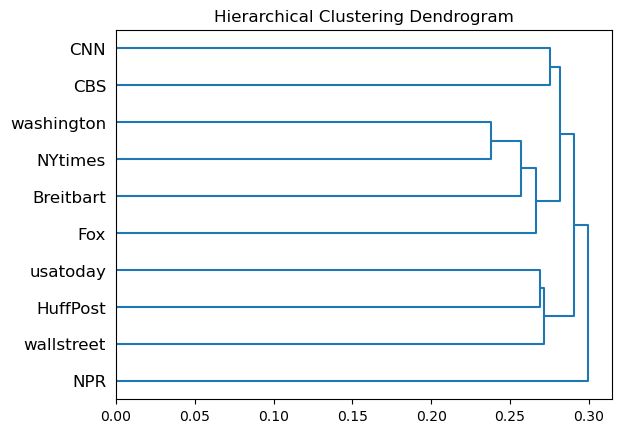 Hierarchical Clustering Dendrogram
CNN
CBS
washington
NYtimes
Breitbart
Fox
usatoday
HuffPost
wallstreet
NPR
0.00 0.05 0.10 0.15 0.20 0.25 0.30